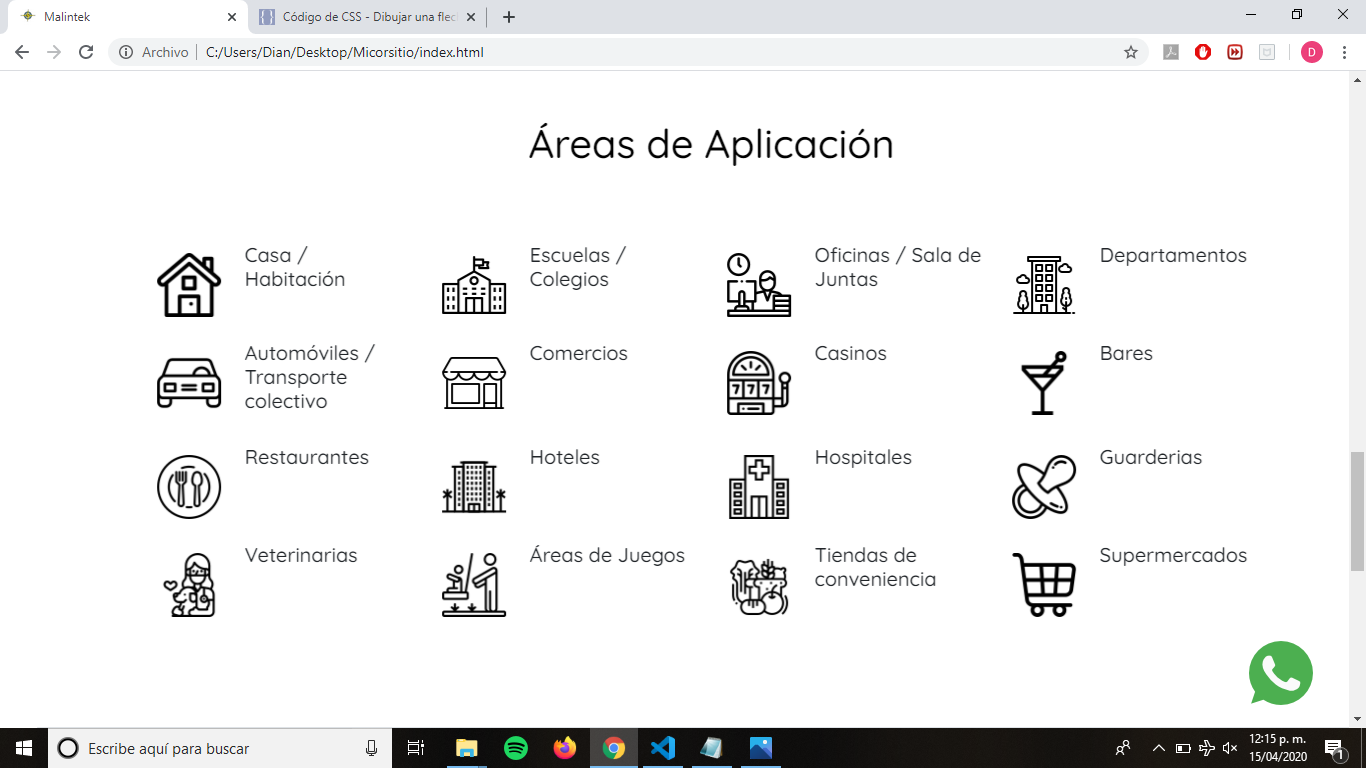 Malintek
Código de CSS - Dibujar una flec
Archivo
C:/Users/Dian/Desktop/Micorsitio/index.html
D
Áreas de Aplicación
Casa /
Habitación
Escuelas /
Colegios
Oficinas / Sala de
Juntas
Departamentos
Automóviles /
Transporte
colectivo
Comercios
777
Casinos
Bares
Restaurantes
Hoteles
Hospitales
Guarderias
Veterinarias
Áreas de Juegos
Tiendas de
conveniencia
Supermercados
Escribe aquí para buscar
12:15 p. m.
15/04/2020
1